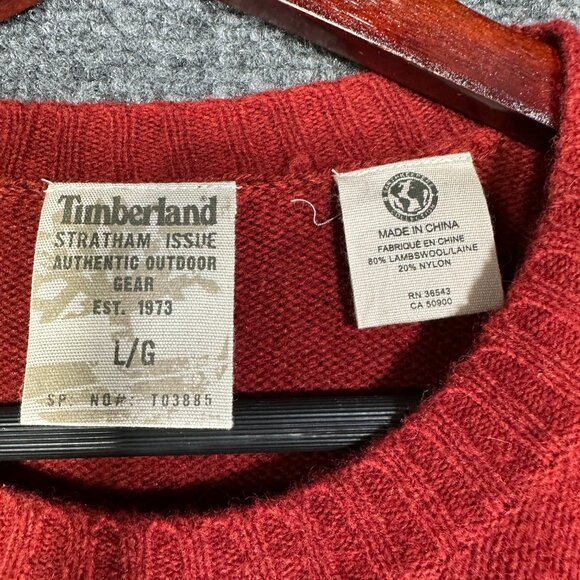 Timberland
STRATHAM ISSUE
AUTHENTIC OUTDOOR
GEAR
EST. 1973
L/G
SP. NO#: TO3885
MADE IN CHINA
FABRIQUÉ EN CHINE
80% LAMBSWOOL/LAINE
20% NYLON
RN 36543
CA 50900